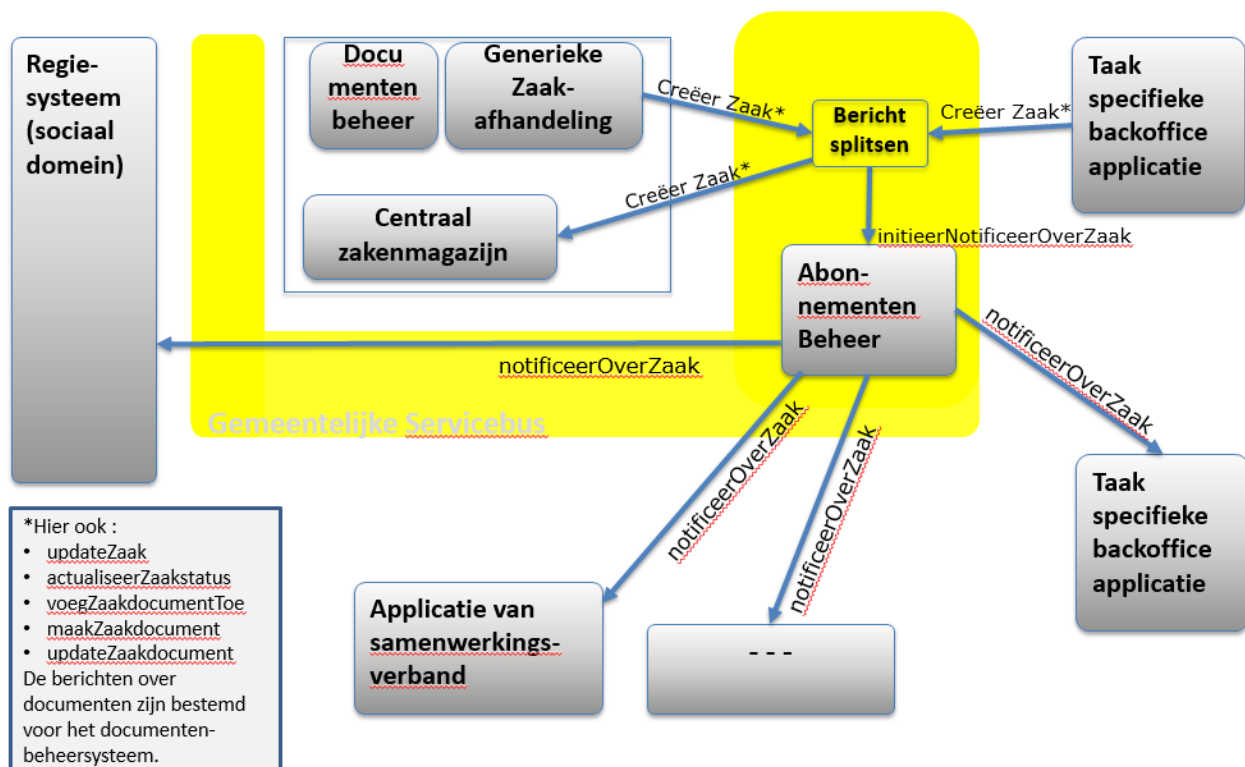 Regie-
systeem
(sociaal
domein)
Docu
menten
beheer
Generieke
Zaak-
afhandeling
Creëer Zaak*
Bericht
splitsen
Creëer Zaak*
Taak
specifieke
backoffice
applicatie
Creëer Zaak*
Centraal
zakenmagazijn
initieerNotificeerOverZaak
Abon-
nementen
Beheer
notificeerOverZaak
notificeerOverZaak
Gemeentelijke Servicebus
notificeerOverZaak
notificeerOverZaak
Taak
specifieke
backoffice
applicatie
*Hier ook :
• updateZaak
• actualiseerZaakstatus
• voegZaakdocumentToe
• maakZaakdocument
• updateZaakdocument
De berichten over
documenten zijn bestemd
voor het documenten-
beheersysteem.
Applicatie van
samenwerkings-
verband
- - -